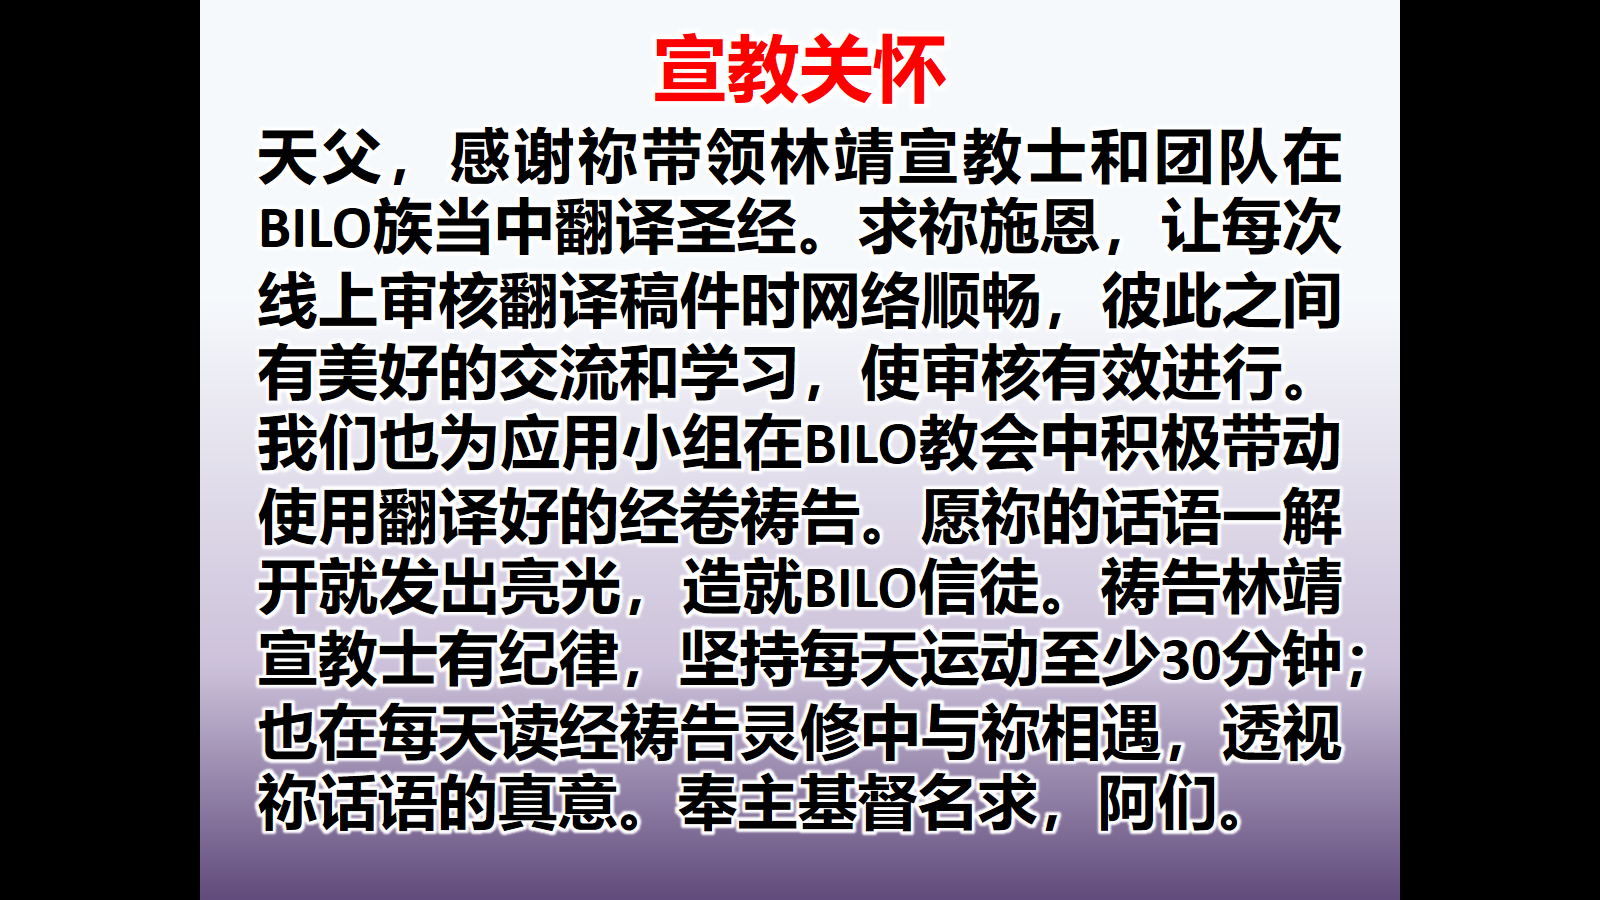 宣教关怀
天父，感谢祢带领林靖宣教士和团队在
BILO族当中翻译圣经。求祢施恩，让每次
线上审核翻译稿件时网络顺畅，彼此之间
有美好的交流和学习，使审核有效进行。
我们也为应用小组在BILO教会中积极带动
使用翻译好的经卷祷告。愿祢的话语一解
开就发出亮光，造就BILO信徒。祷告林靖
宣教士有纪律，坚持每天运动至少30分钟；
也在每天读经祷告灵修中与祢相遇，透视
祢话语的真意。奉主基督名求，阿们。